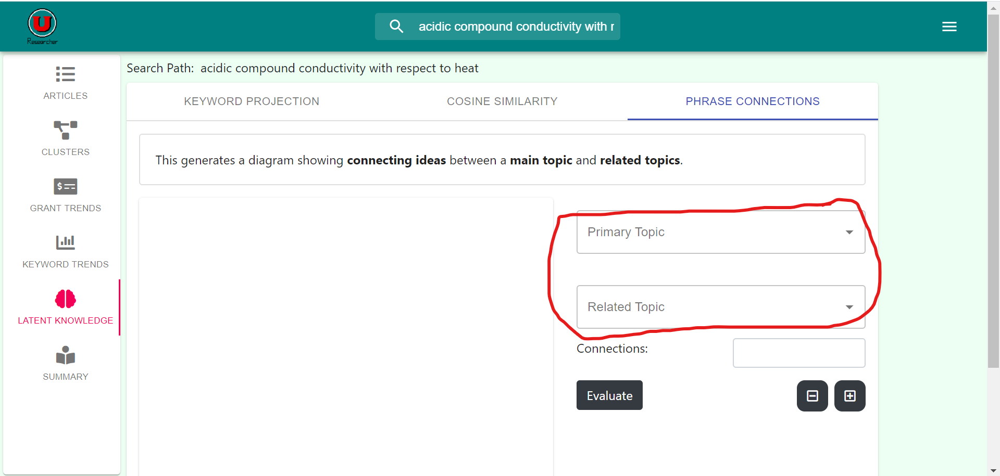 U
Researcher
acidic compound conductivity with r
Search Path: acidic compound conductivity with respect to heat
ARTICLES
CLUSTERS
GRANT TRENDS
KEYWORD TRENDS
LATENT KNOWLEDGE
SUMMARY
KEYWORD PROJECTION
COSINE SIMILARITY
PHRASE CONNECTIONS
This generates a diagram showing connecting ideas between a main topic and related topics.
Primary Topic
Related Topic
Connections:
Evaluate